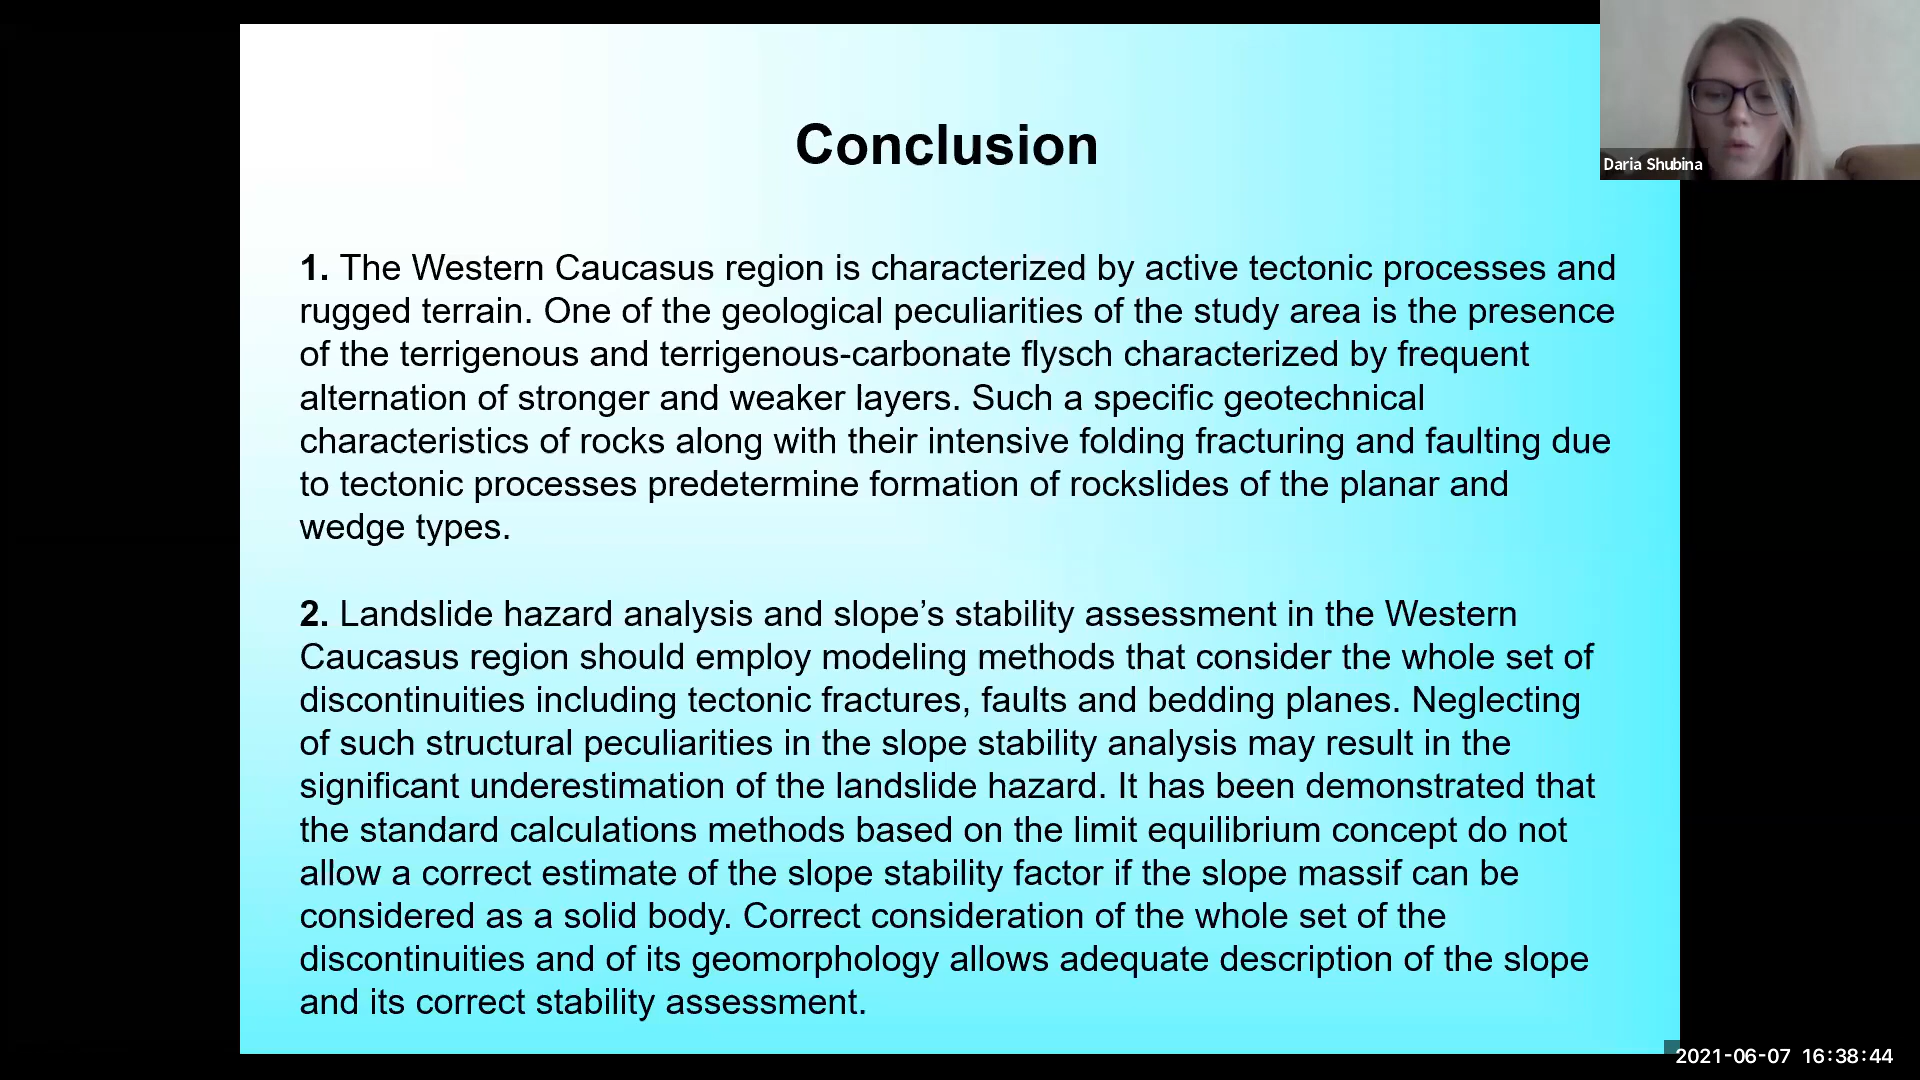 Conclusion
Daria Shubina
1. The Western Caucasus region is characterized by active tectonic processes and
rugged terrain. One of the geological peculiarities of the study area is the presence
of the terrigenous and terrigenous-carbonate flysch characterized by frequent
alternation of stronger and weaker layers. Such a specific geotechnical
characteristics of rocks along with their intensive folding fracturing and faulting due
to tectonic processes predetermine formation of rockslides of the planar and
wedge types.
2. Landslide hazard analysis and slope’s stability assessment in the Western
Caucasus region should employ modeling methods that consider the whole set of
discontinuities including tectonic fractures, faults and bedding planes. Neglecting
of such structural peculiarities in the slope stability analysis may result in the
significant underestimation of the landslide hazard. It has been demonstrated that
the standard calculations methods based on the limit equilibrium concept do not
allow a correct estimate of the slope stability factor if the slope massif can be
considered as a solid body. Correct consideration of the whole set of the
discontinuities and of its geomorphology allows adequate description of the slope
and its correct stability assessment.
2021-06-07 16:38:44